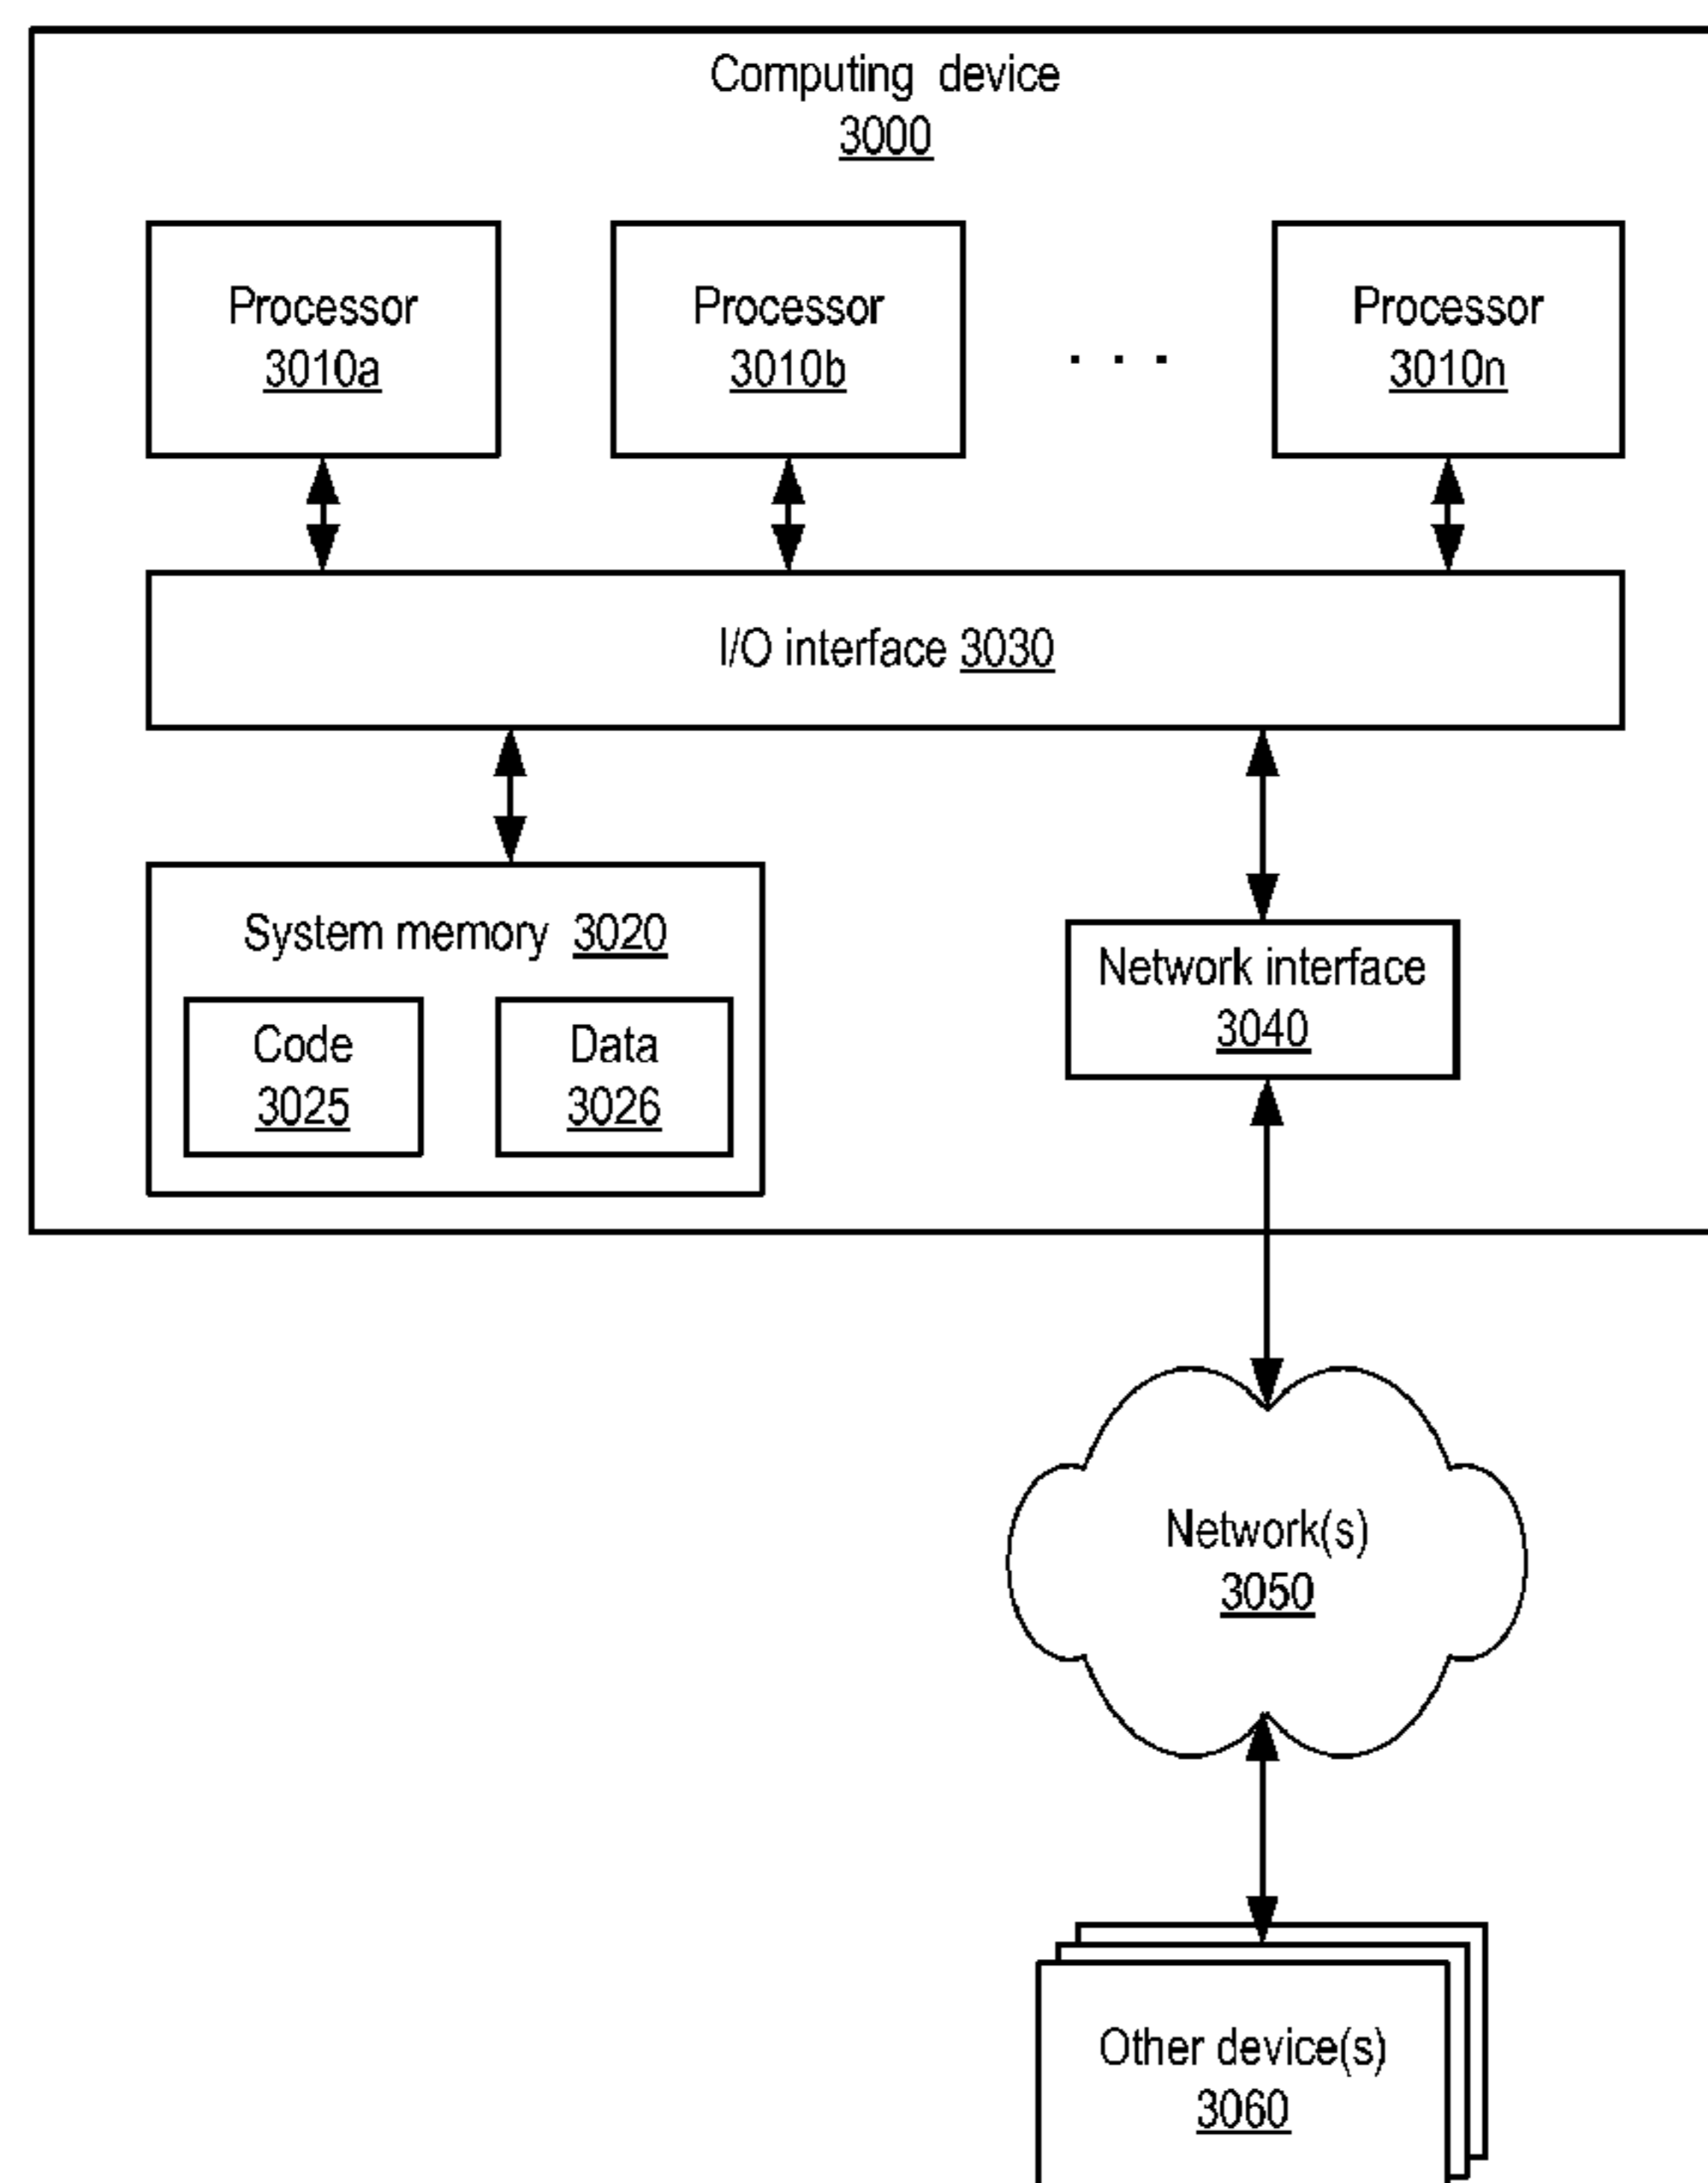 Computing device
3000
Processor
3010a
Processor
3010b
. . .
Processor
3010n
I/O interface 3030
System memory 3020
Code
3025
Data
3026
Network interface
3040
Network(s)
3050
Other device(s)
3060